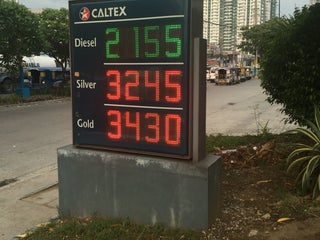 CALTEX
Diesel 2155
Silver 3245
Gold 3430